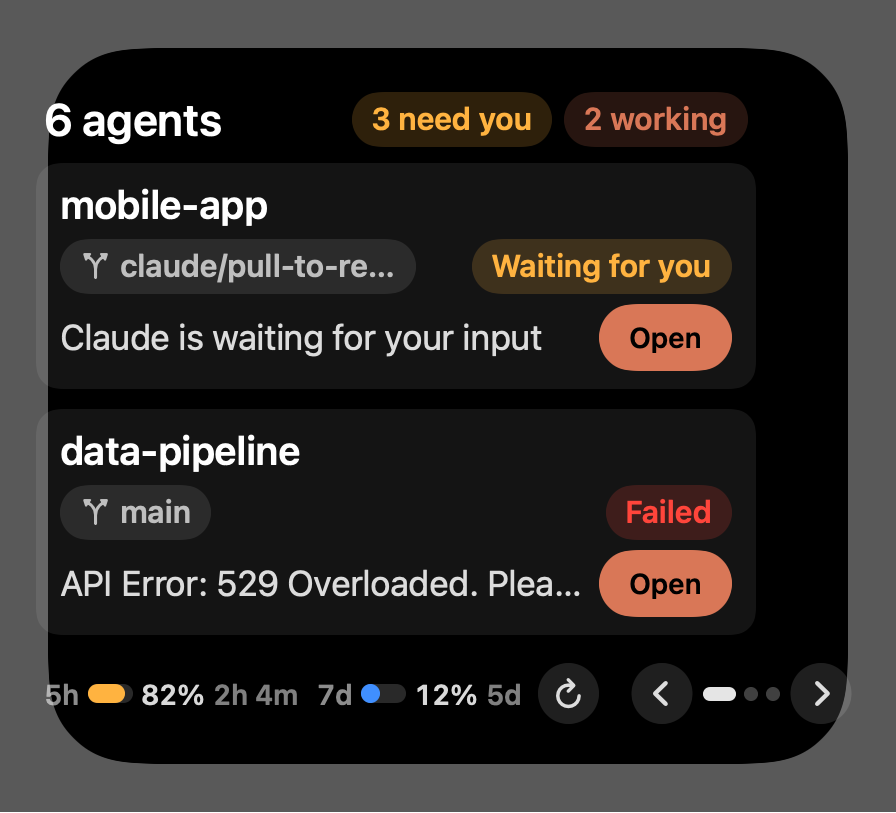 6 agents 3 need you 2 working
mobile-app
claude/pull-to-re... Waiting for you
Claude is waiting for your input Open
data-pipeline
main Failed
API Error: 529 Overloaded. Plea... Open
5h 82% 2h 4m 7d 12% 5d